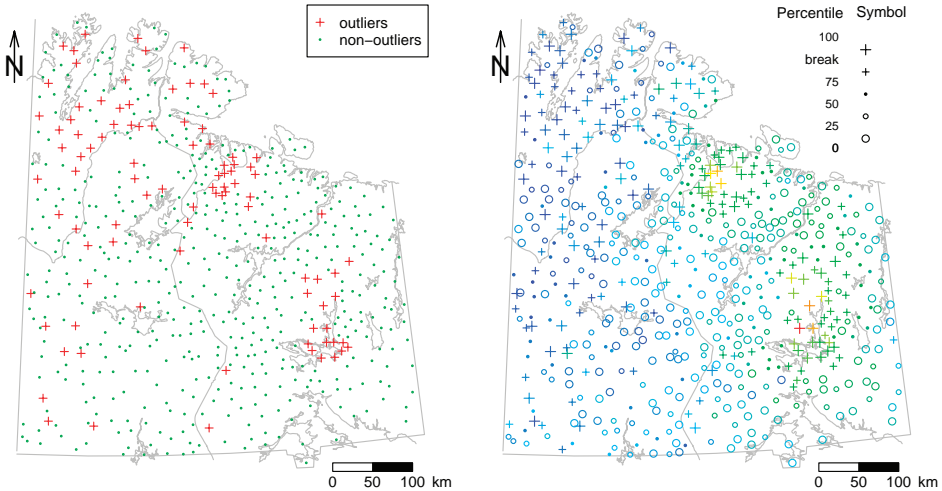 + outliers
• non−outliers
N
0 50 100 km
Percentile Symbol
100
break
75
50
25
0
N
0 50 100 km